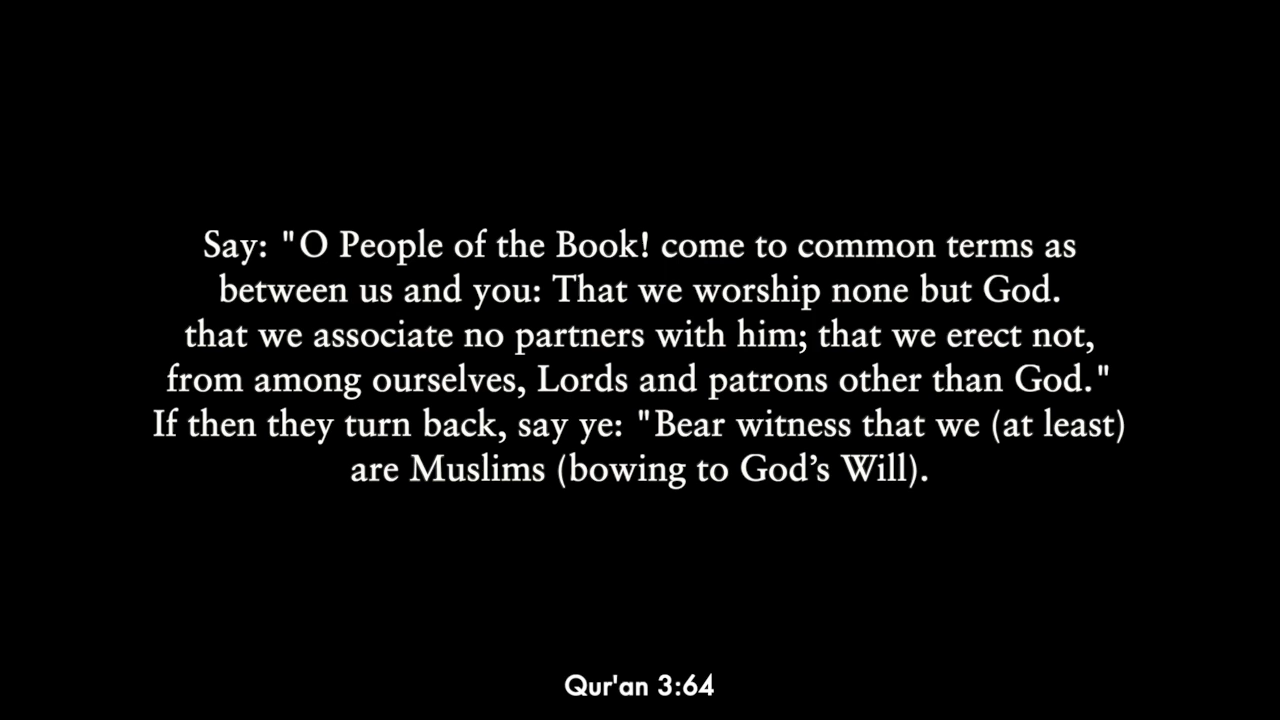 Say: "O People of the Book! come to common terms as
between us and you: That we worship none but God.
that we associate no partners with him; that we erect not,
from among ourselves, Lords and patrons other than God."
If then they turn back, say ye: "Bear witness that we (at least)
are Muslims (bowing to God’s Will).
Qur'an 3:64